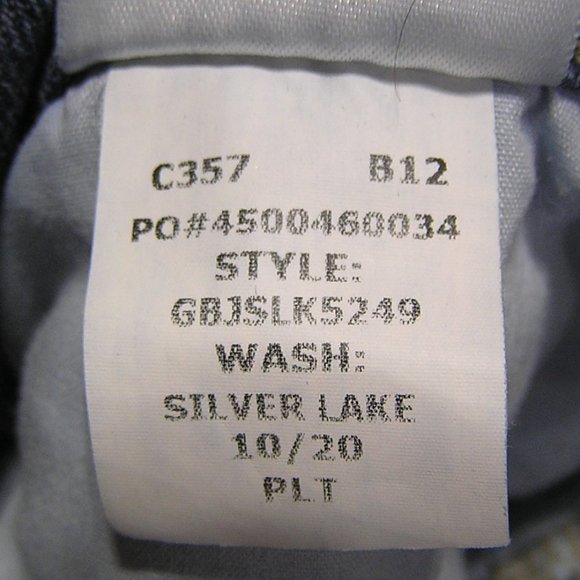 C357 B12
PO#4500460034
STYLE:
GBJSLK5249
WASH:
SILVER LAKE
10/20
PLT